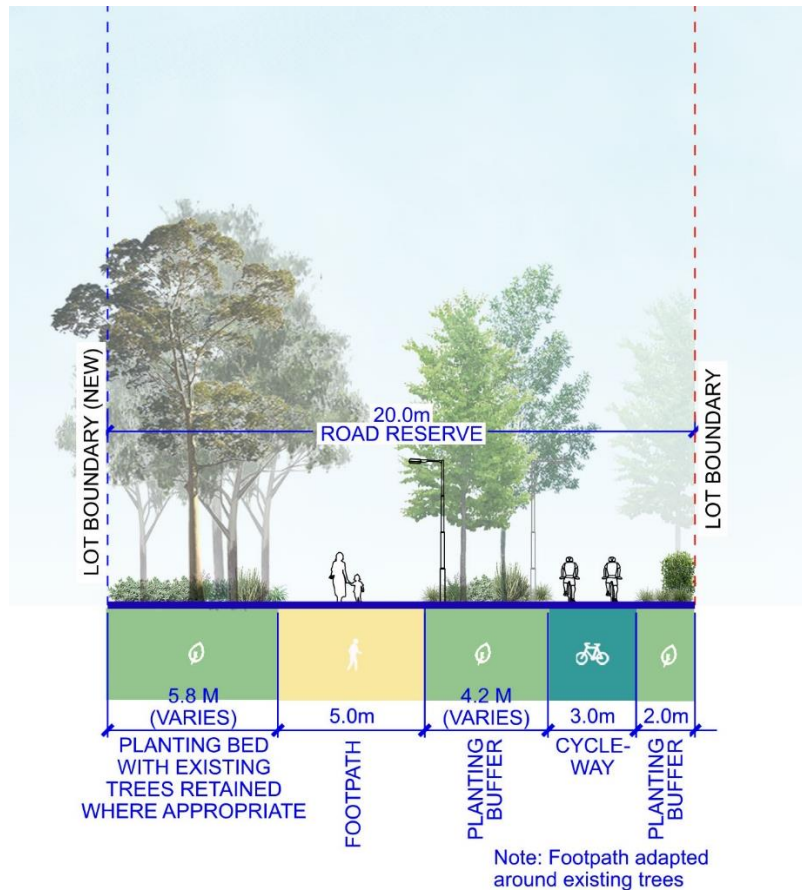 LOT BOUNDARY (NEW)
20.0m
ROAD RESERVE
LOT BOUNDARY
5.8 M
(VARIES)
5.0m
4.2 M
(VARIES)
3.0m
2.0m
PLANTING BED
WITH EXISTING
TREES RETAINED
WHERE APPROPRIATE
FOOTPATH
PLANTING
BUFFER
CYCLE-
WAY
PLANTING
BUFFER
Note: Footpath adapted
around existing trees